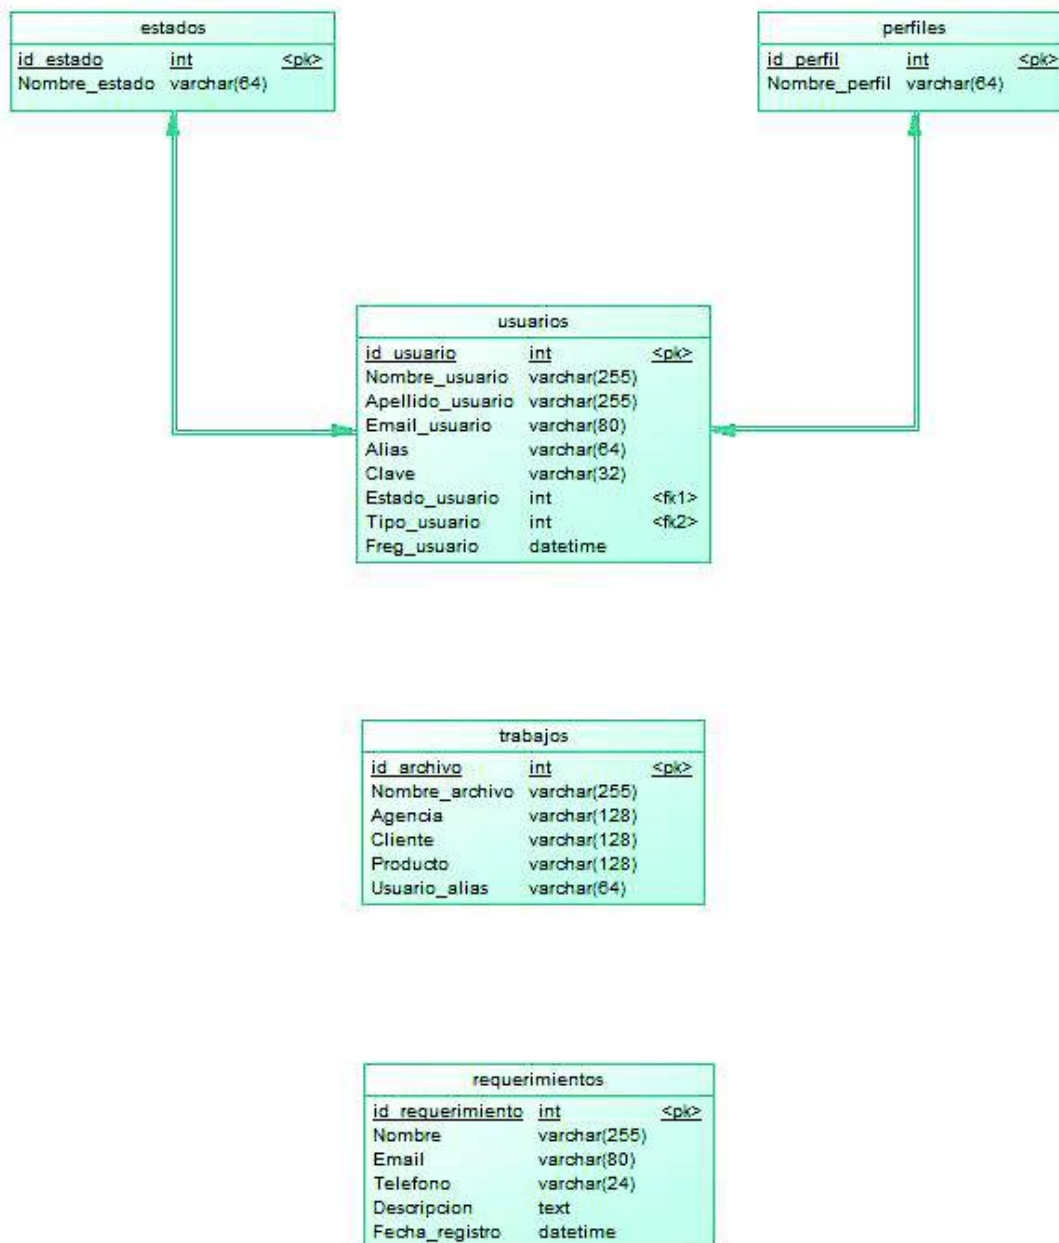 estados
id_estado int <pk>
Nombre_estado varchar(64)
perfiles
id_perfil int <pk>
Nombre_perfil varchar(64)
usuarios
id_usuario int <pk>
Nombre_usuario varchar(255)
Apellido_usuario varchar(255)
Email_usuario varchar(80)
Alias varchar(64)
Clave varchar(32)
Estado_usuario int <fk1>
Tipo_usuario int <fk2>
Freg_usuario datetime
trabajos
id_archivo int <pk>
Nombre_archivo varchar(255)
Agencia varchar(128)
Cliente varchar(128)
Producto varchar(128)
Usuario_alias varchar(64)
requerimientos
id_requerimiento int <pk>
Nombre varchar(255)
Email varchar(80)
Telefono varchar(24)
Descripcion text
Fecha_registro datetime